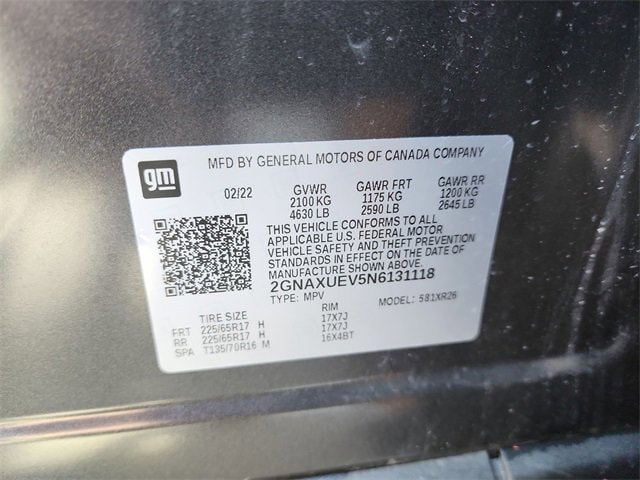 gm
MFD BY GENERAL MOTORS OF CANADA COMPANY
02/22 GVWR GAWR FRT GAWR RR
2100 KG 1175 KG 1200 KG
4630 LB 2590 LB 2645 LB
THIS VEHICLE CONFORMS TO ALL
APPLICABLE U.S. FEDERAL MOTOR
VEHICLE SAFETY AND THEFT PREVENTION
STANDARDS IN EFFECT ON THE DATE OF
MANUFACTURE SHOWN ABOVE.
2GNAXUEV5N6131118
TYPE: MPV MODEL: 581XR26
TIRE SIZE RIM
FRT 225/65R17 H 17X7J
RR 225/65R17 H 17X7J
SPA T135/70R16 M 16X4BT